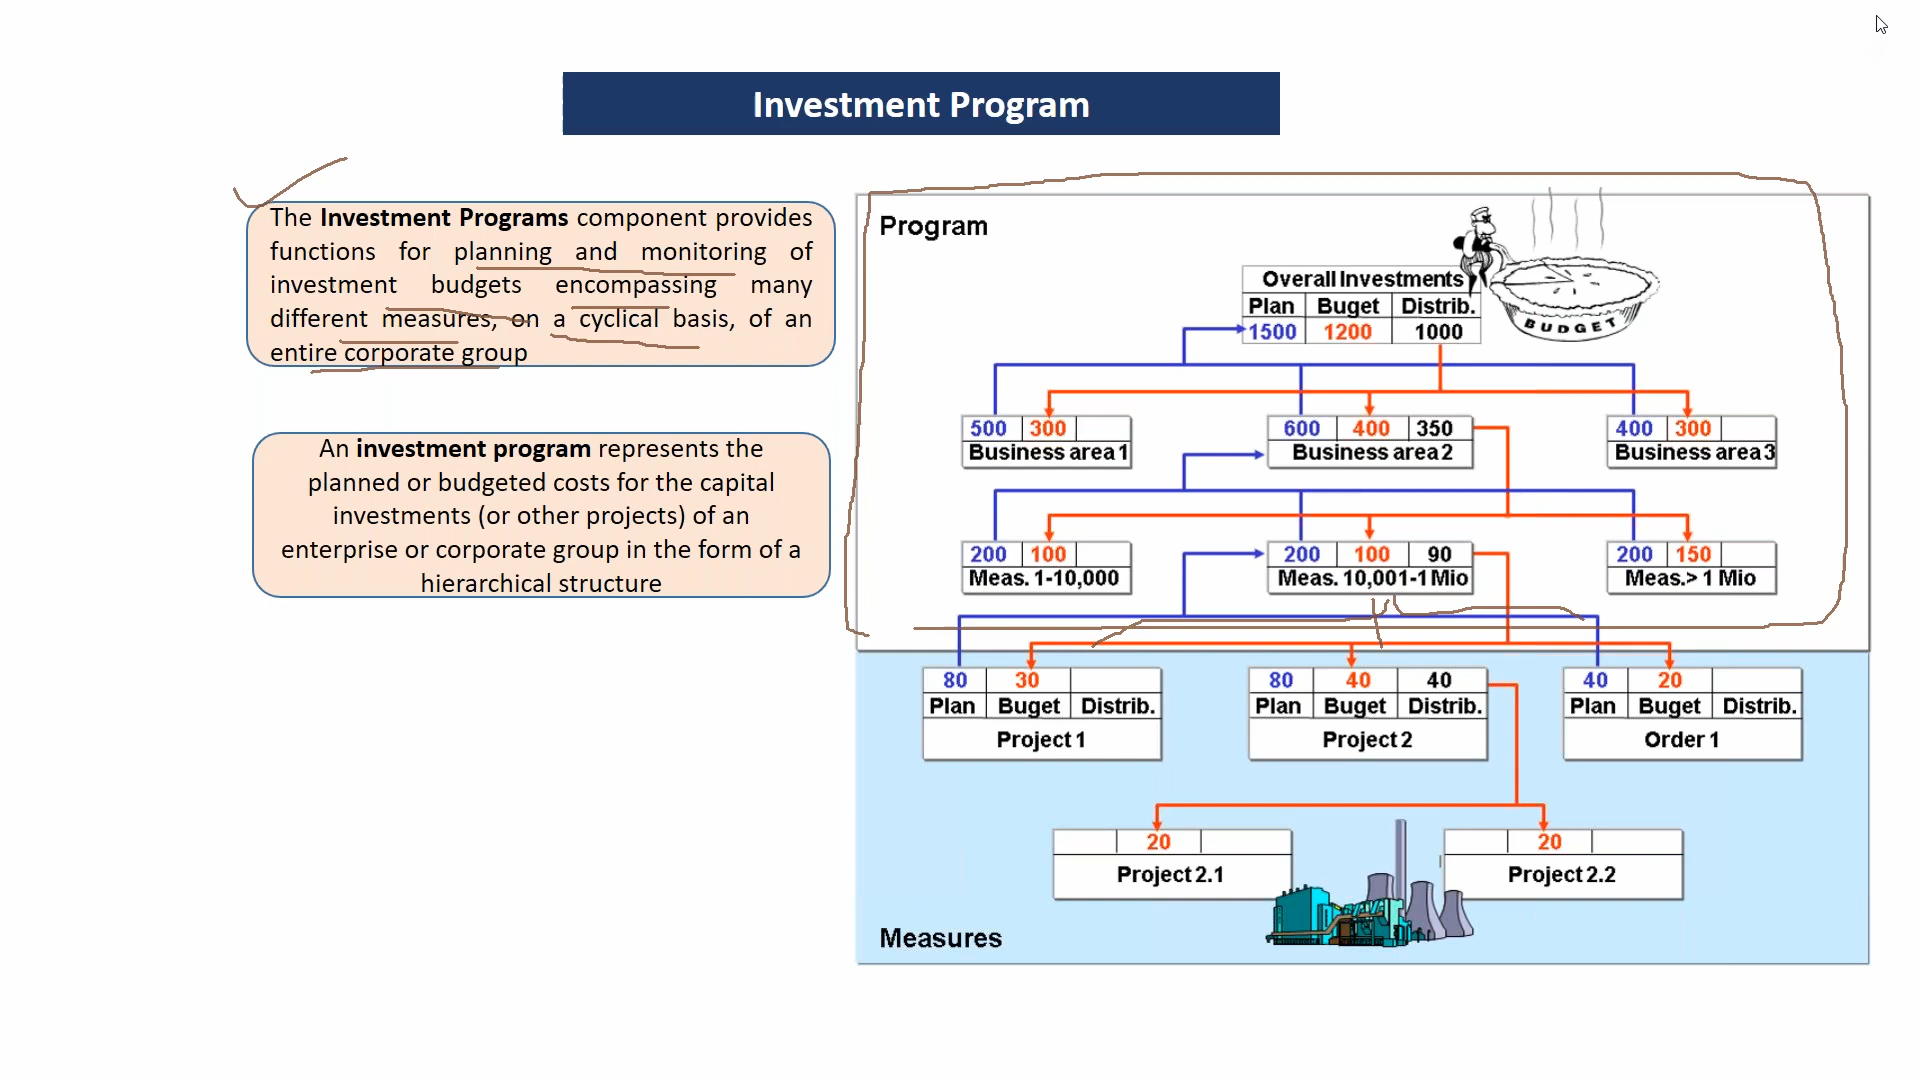 Investment Program
The Investment Programs component provides
functions for planning and monitoring of
investment budgets encompassing many
different measures, on a cyclical basis, of an
entire corporate group
An investment program represents the
planned or budgeted costs for the capital
investments (or other projects) of an
enterprise or corporate group in the form of a
hierarchical structure
Program
Overall Investments
Plan Buget Distrib.
1500 1200 1000
BUDGET
500 300
Business area 1
600 400 350
Business area 2
400 300
Business area 3
200 100
Meas. 1-10,000
200 100 90
Meas. 10,001-1 Mio
200 150
Meas.> 1 Mio
80 30
Plan Buget Distrib.
Project 1
80 40 40
Plan Buget Distrib.
Project 2
40 20
Plan Buget Distrib.
Order 1
20
Project 2.1
20
Project 2.2
Measures